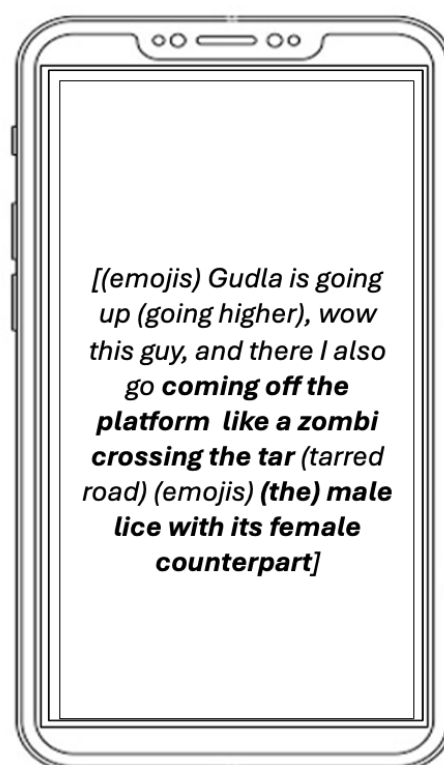 [(emojis) Gudla is going
up (going higher), wow
this guy, and there I also
go coming off the
platform like a zombi
crossing the tar (tarred
road) (emojis) (the) male
lice with its female
counterpart]